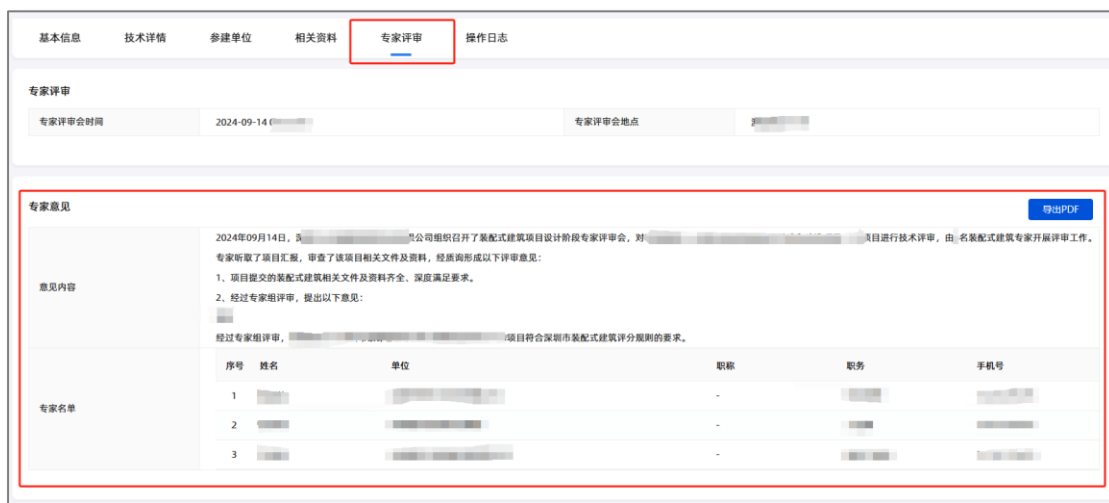 基本信息 技术详情 参建单位 相关资料 专家评审 操作日志
专家评审
专家评审会时间 2024-09-14 专家评审会地点
专家意见 导出PDF
意见内容
2024年09月14日, 公司组织召开了装配式建筑项目设计阶段专家评审会, 对 项目进行技术评审, 由 名装配式建筑专家开展评审工作。
专家听取了项目汇报, 审查了该项目相关文件及资料, 经质询形成以下评审意见:
1、项目提交的装配式建筑相关文件及资料齐全、深度满足要求。
2、经过专家组评审, 提出以下意见:
经过专家组评审, 项目符合深圳市装配式建筑评分规则的要求。
专家名单
序号 姓名 单位 职称 职务 手机号
1 -
2 -
3 -